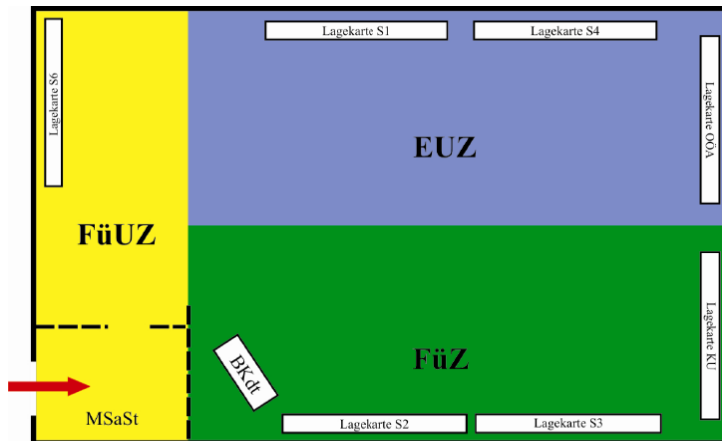 Lagekarte S1
Lagekarte S4
Lagekarte S6
Lagekarte OÖA
EUZ
FüUZ
Lagekarte KU
FüZ
BKdt
MSaSt
Lagekarte S2
Lagekarte S3